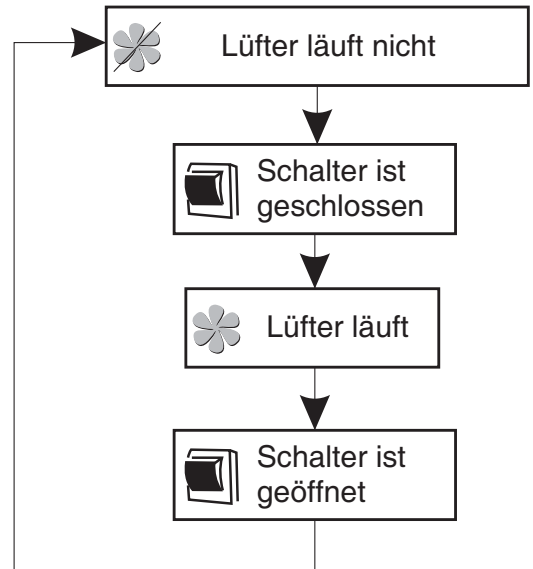 Lüfter läuft nicht
Schalter ist
geschlossen
Lüfter läuft
Schalter ist
geöffnet